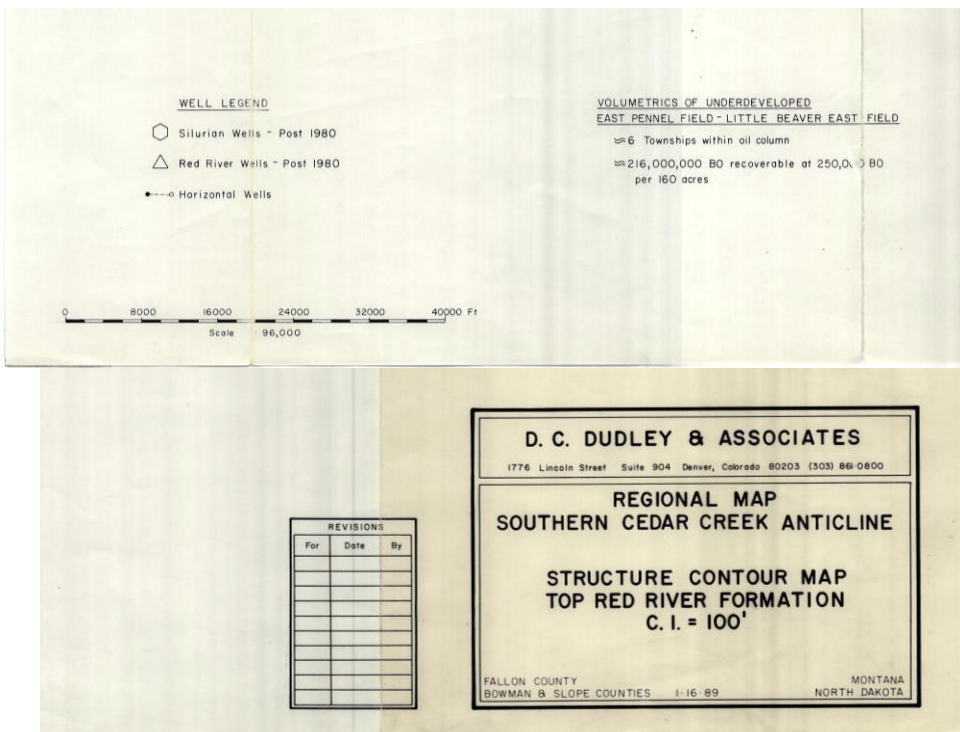 WELL LEGEND
Silurian Wells - Post 1980
Red River Wells - Post 1980
Horizontal Wells
VOLUMETRICS OF UNDERDEVELOPED
EAST PENNEL FIELD - LITTLE BEAVER EAST FIELD
≈6 Townships within oil column
≈216,000,000 BO recoverable at BO
per 160 acres
0 8000 16000 24000 32000 40000 Ft
Scale : 96,000
D. C. DUDLEY & ASSOCIATES
1776 Lincoln Street Suite 904 Denver, Colorado 80203 (303) 861-0800
REGIONAL MAP
SOUTHERN CEDAR CREEK ANTICLINE
STRUCTURE CONTOUR MAP
TOP RED RIVER FORMATION
C. I. = 100'
FALLON COUNTY MONTANA
BOWMAN & SLOPE COUNTIES 1-16-89 NORTH DAKOTA
REVISIONS
For Date By